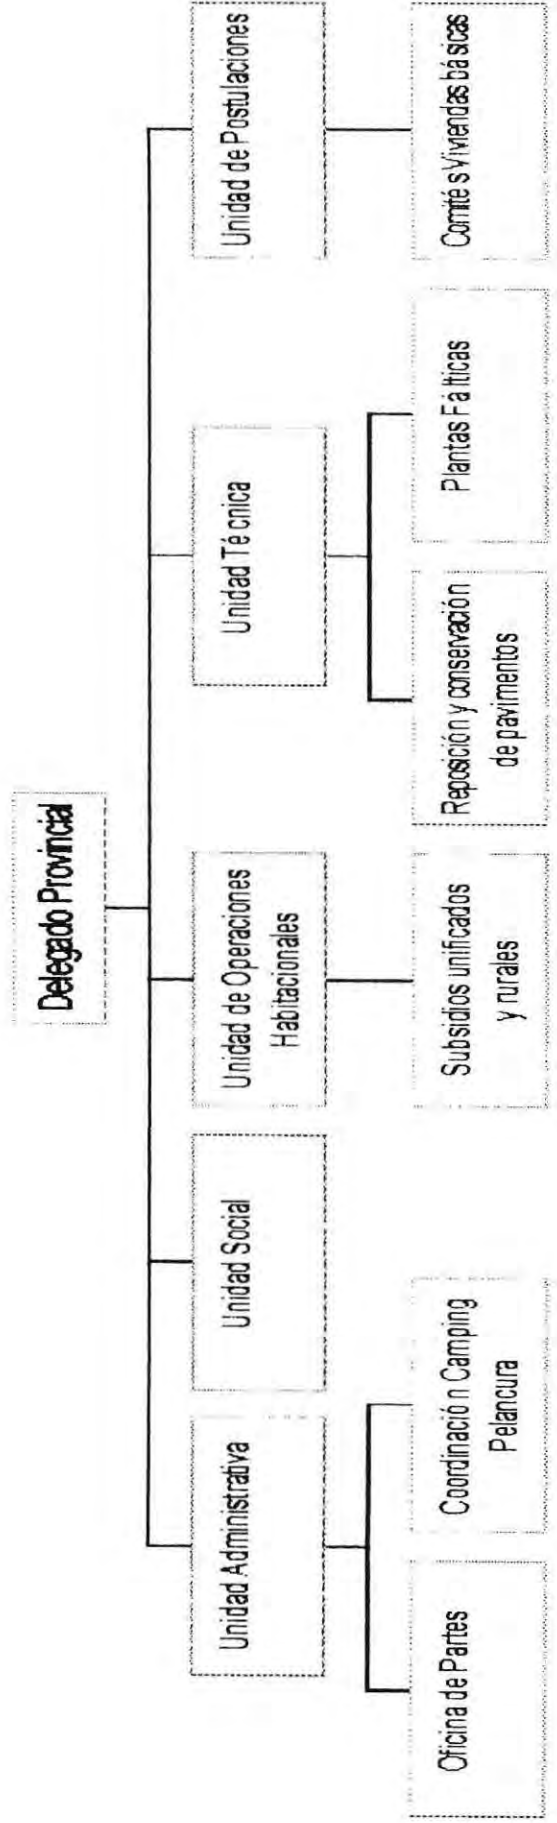 Delegado Provincial
Unidad Administrativa
Unidad Social
Unidad de Operaciones
Habitacionales
Unidad Técnica
Unidad de Postulaciones
Oficina de Partes
Coordinación Camping
Pelancura
Subsidios unificados
y rurales
Reposición y conservación
de pavimentos
Plantas Fálticas
Comités Viviendas básicas